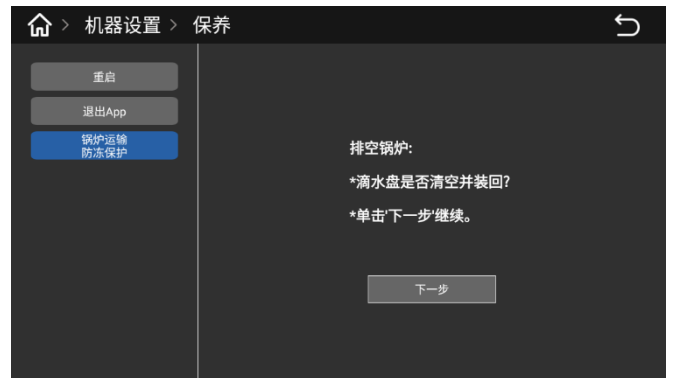 机器设置 > 保养
重启
退出App
锅炉运输
防冻保护
排空锅炉:
*滴水盘是否清空并装回?
*单击'下一步'继续。
下一步